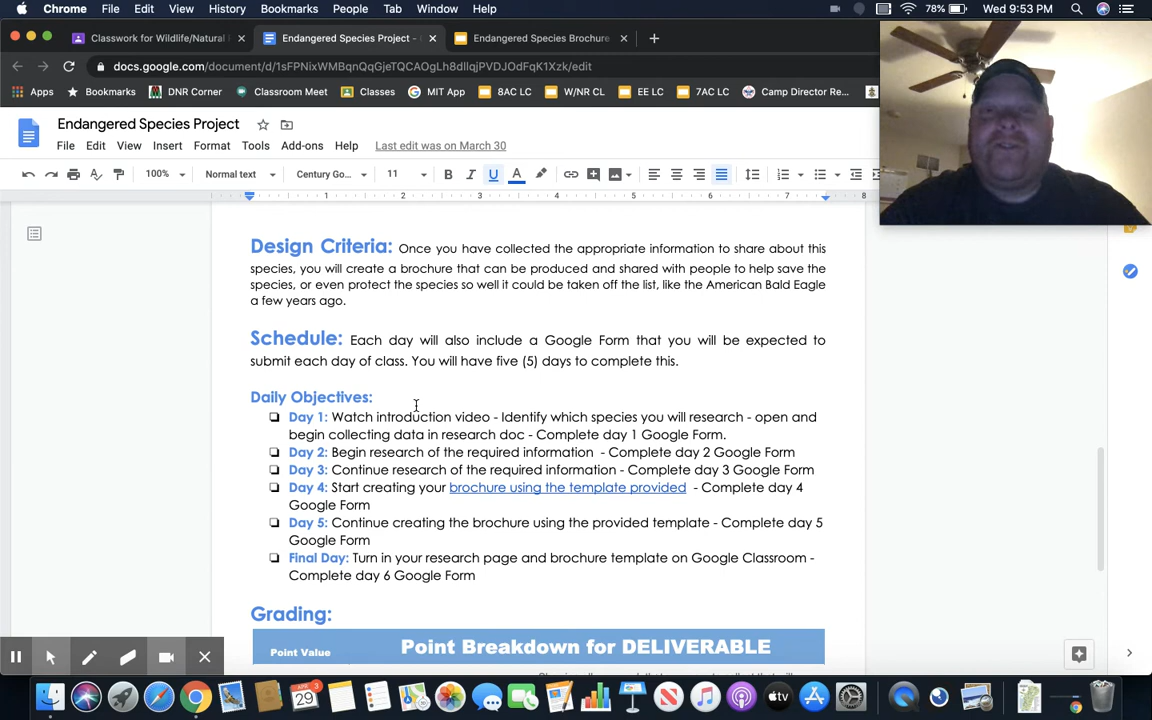 Chrome File Edit View History Bookmarks People Tab Window Help 78% Wed 9:53 PM
Classwork for Wildlife/Natural Endangered Species Project - Endangered Species Brochure
docs.google.com/document/d/1sFPNixWMBqnQqGjeTQCAOgLh8dIlqjPVDJOdFqK1Xzk/edit
Apps Bookmarks DNR Corner Classroom Meet Classes MIT App 8AC LC W/NR CL EE LC 7AC LC Camp Director Re...
Endangered Species Project
File Edit View Insert Format Tools Add-ons Help Last edit was on March 30
100% Normal text Century Go... 11 B I U A
1 2 3 4 5 6 7 8
Design Criteria: Once you have collected the appropriate information to share about this
species, you will create a brochure that can be produced and shared with people to help save the
species, or even protect the species so well it could be taken off the list, like the American Bald Eagle
a few years ago.
Schedule: Each day will also include a Google Form that you will be expected to
submit each day of class. You will have five (5) days to complete this.
Daily Objectives:
Day 1: Watch introduction video - Identify which species you will research - open and
begin collecting data in research doc - Complete day 1 Google Form.
Day 2: Begin research of the required information - Complete day 2 Google Form
Day 3: Continue research of the required information - Complete day 3 Google Form
Day 4: Start creating your brochure using the template provided - Complete day 4
Google Form
Day 5: Continue creating the brochure using the provided template - Complete day 5
Google Form
Final Day: Turn in your research page and brochure template on Google Classroom -
Complete day 6 Google Form
Grading:
Point Value Point Breakdown for DELIVERABLE
APR 29 3
tv